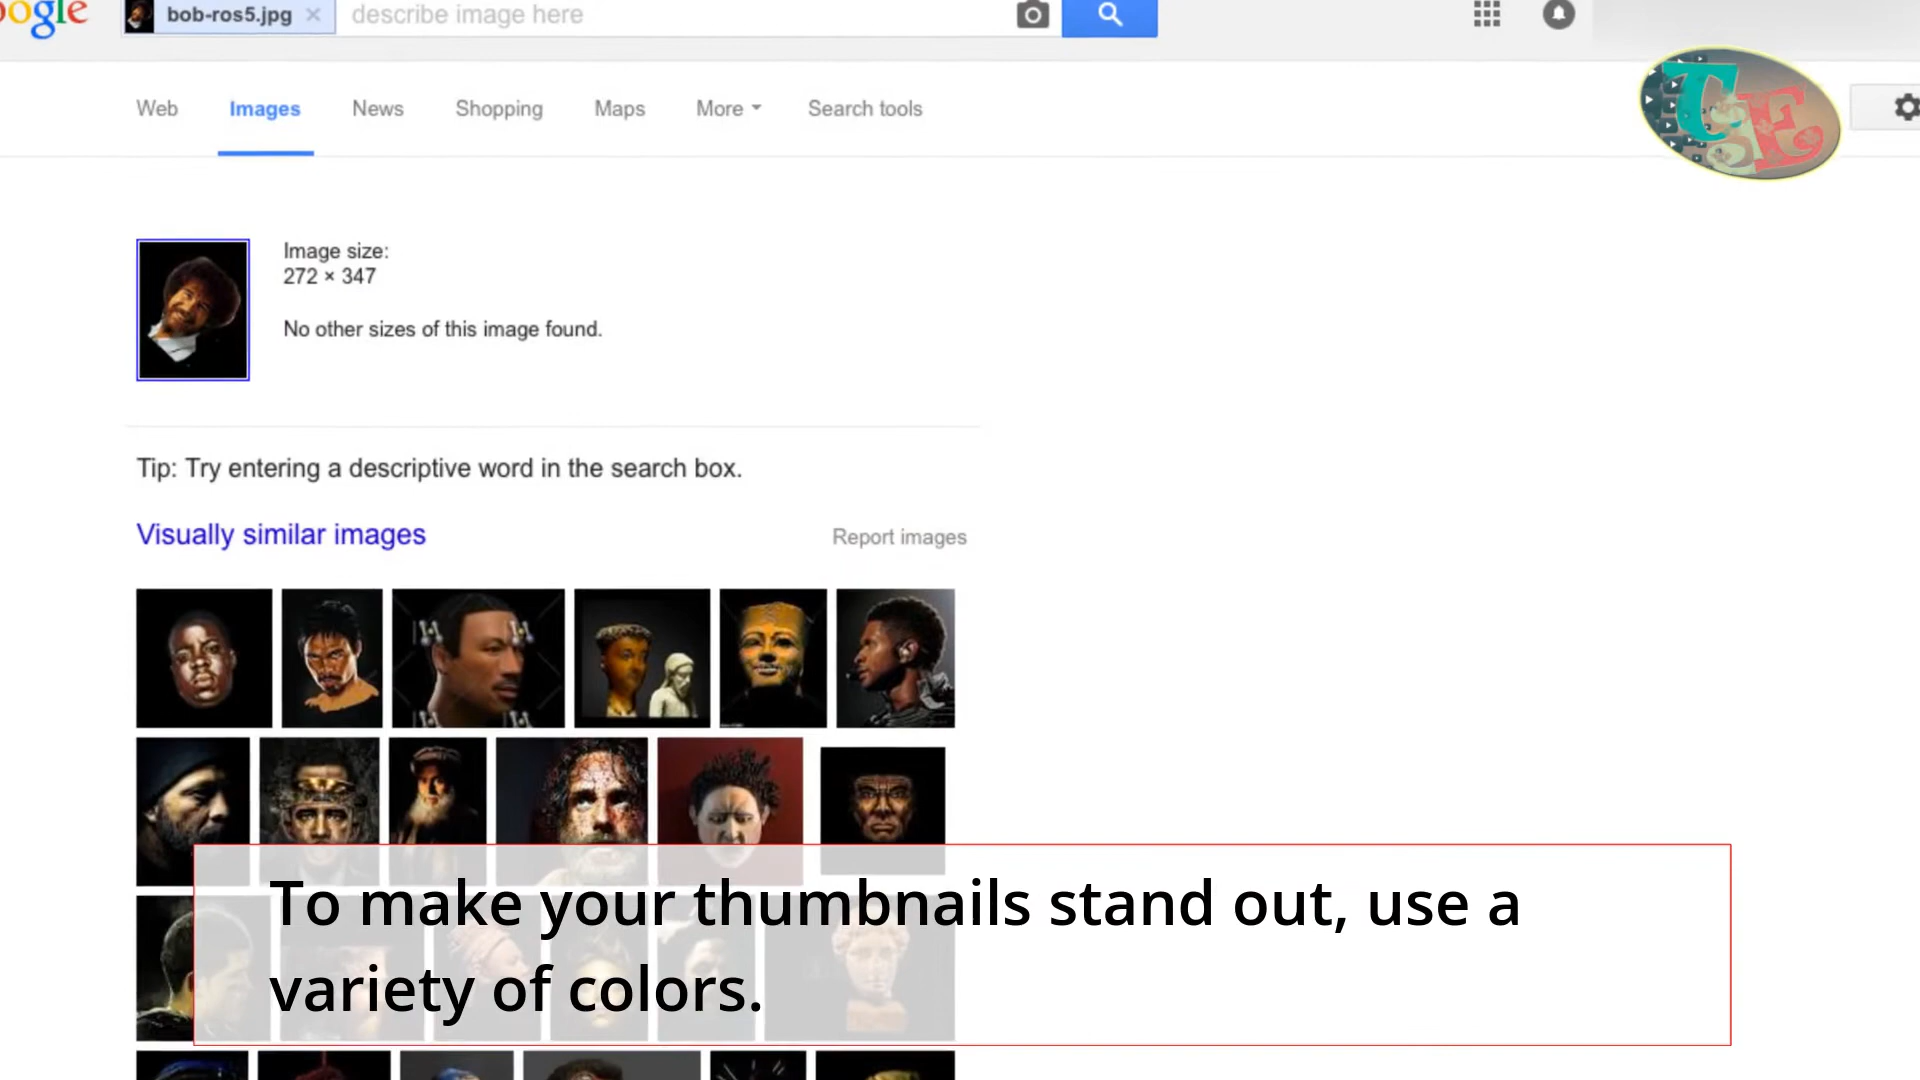 ogle
bob-ros5.jpg × describe image here
Web Images News Shopping Maps More Search tools
TSE
Image size:
272 × 347
No other sizes of this image found.
Tip: Try entering a descriptive word in the search box.
Visually similar images Report images
To make your thumbnails stand out, use a
variety of colors.